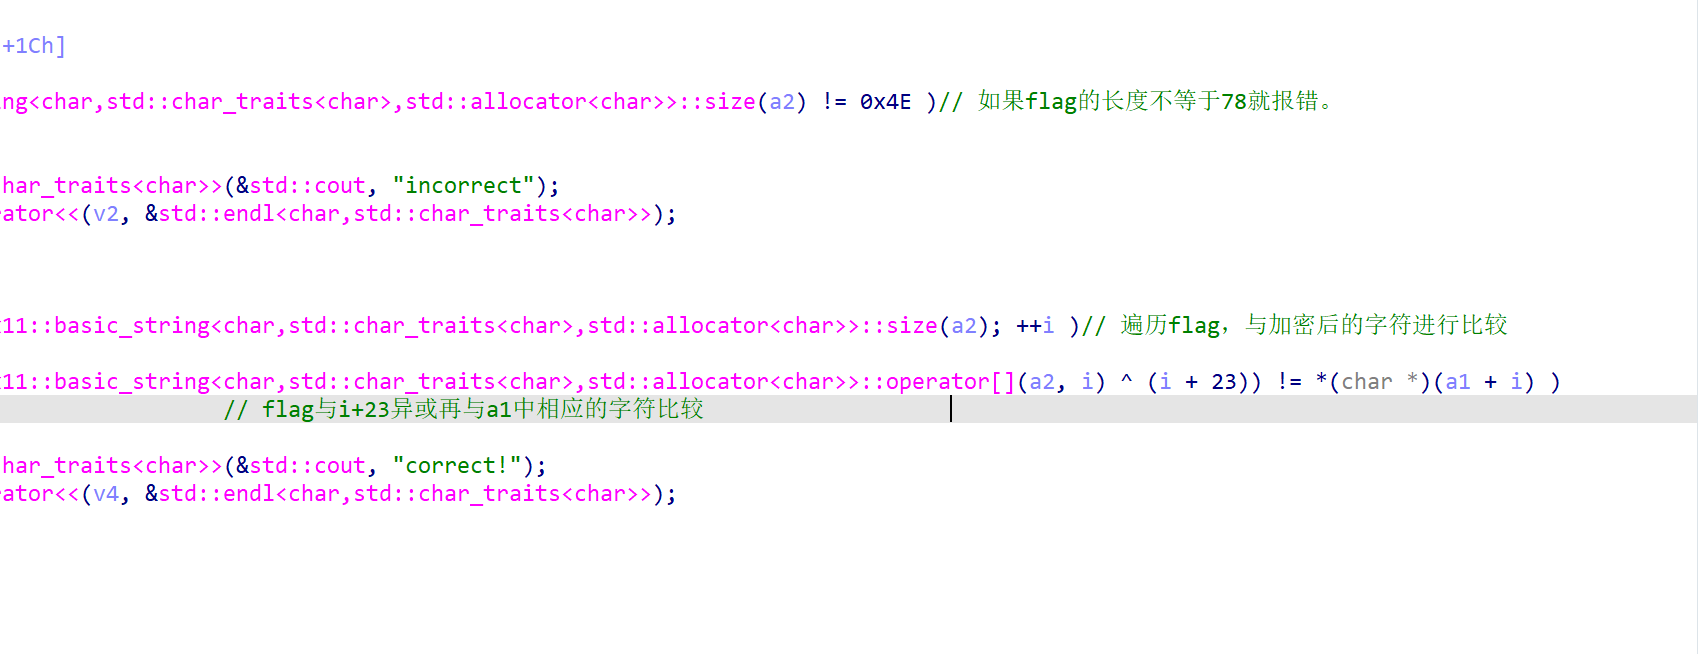 +1Ch]
ng<char,std::char_traits<char>,std::allocator<char>>::size(a2) != 0x4E )// 如果flag的长度不等于78就报错。
har_traits<char>>(&std::cout, "incorrect");
ator<<(v2, &std::endl<char,std::char_traits<char>>);
11::basic_string<char,std::char_traits<char>,std::allocator<char>>::size(a2); ++i )// 遍历flag，与加密后的字符进行比较
11::basic_string<char,std::char_traits<char>,std::allocator<char>>::operator[](a2, i) ^ (i + 23)) != *(char *)(a1 + i) )
// flag与i+23异或再与a1中相应的字符比较
har_traits<char>>(&std::cout, "correct!");
ator<<(v4, &std::endl<char,std::char_traits<char>>);